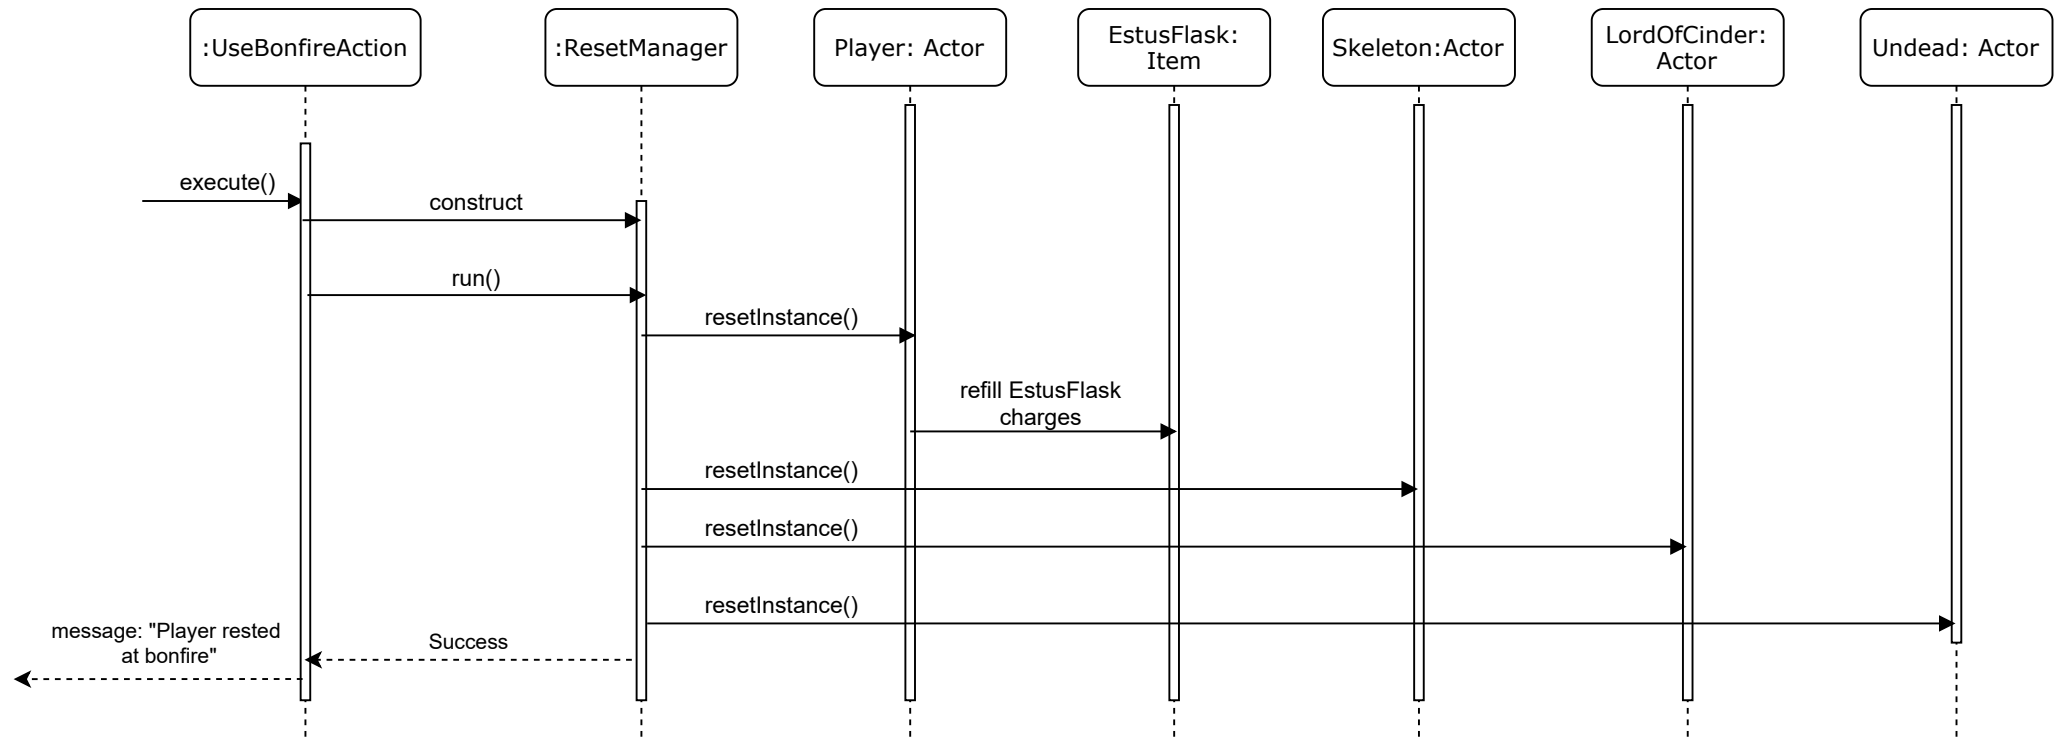 :UseBonfireAction
:ResetManager
Player: Actor
EstusFlask:
Item
Skeleton:Actor
LordOfCinder:
Actor
Undead: Actor
execute()
construct
run()
resetInstance()
refill EstusFlask
charges
resetInstance()
resetInstance()
resetInstance()
message: "Player rested
at bonfire"
Success